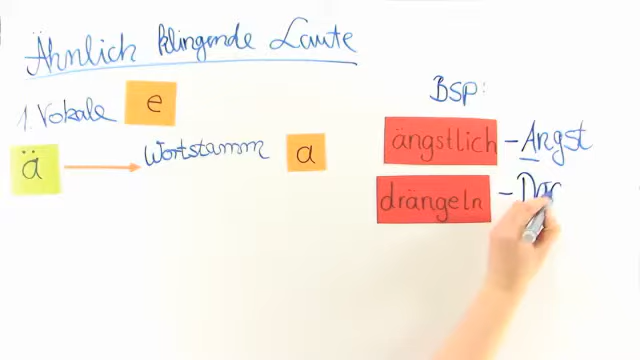 Ähnlich klingende Laute
1. Vokale e
ä Wortstamm a
BSP:
ängstlich - Angst
drängeln -